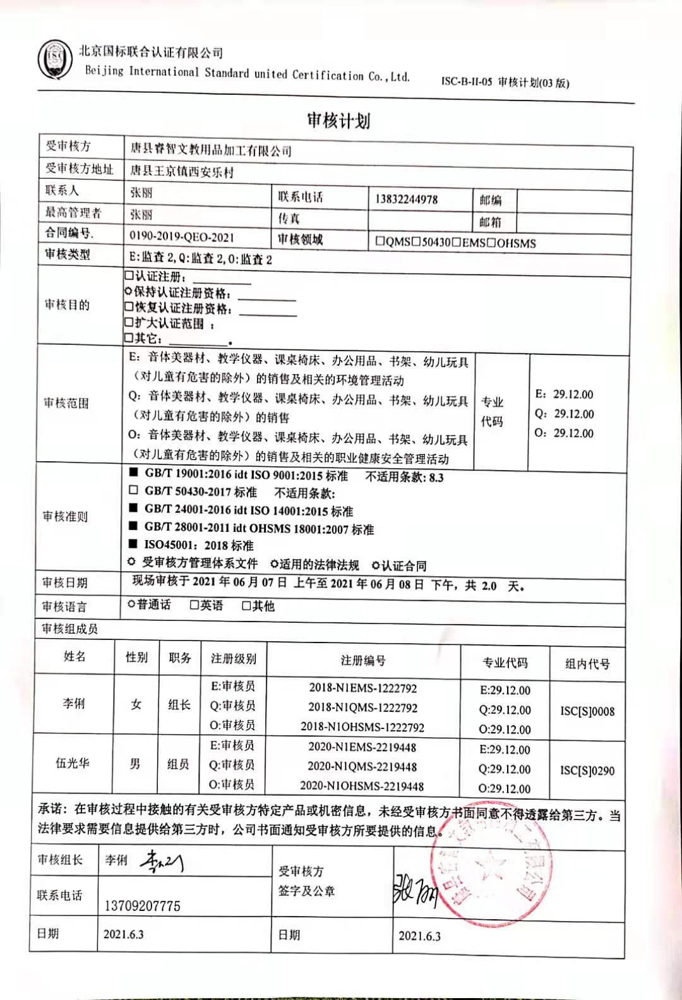 北京国标联合认证有限公司
Beijing International Standard united Certification Co.,Ltd.
ISC-B-II-05 审核计划(03版)
审核计划
受审核方 唐县睿智文教用品加工有限公司
受审核方地址 唐县王京镇西安乐村
联系人 张丽 联系电话 13832244978 邮编
最高管理者 张丽 传真 邮箱
合同编号. 0190-2019-QEO-2021 审核领域 □QMS□50430□EMS□OHSMS
审核类型 E:监查2,Q:监查2,O:监查2
审核目的
□认证注册：
保持认证注册资格：
□恢复认证注册资格：
□扩大认证范围 ：
□其它： 。
审核范围
E：音体美器材、教学仪器、课桌椅床、办公用品、书架、幼儿玩具
（对儿童有危害的除外）的销售及相关的环境管理活动
Q：音体美器材、教学仪器、课桌椅床、办公用品、书架、幼儿玩具
（对儿童有危害的除外）的销售
O：音体美器材、教学仪器、课桌椅床、办公用品、书架、幼儿玩具
（对儿童有危害的除外）的销售及相关的职业健康安全管理活动
专业
代码
E：29.12.00
Q：29.12.00
O：29.12.00
审核准则
■ GB/T 19001:2016 idt ISO 9001:2015 标准 不适用条款: 8.3
□ GB/T 50430-2017 标准 不适用条款:
■ GB/T 24001-2016 idt ISO 14001:2015 标准
■ GB/T 28001-2011 idt OHSMS 18001:2007 标准
■ ISO45001：2018 标准
受审核方管理体系文件 适用的法律法规 认证合同
审核日期 现场审核于 2021 年 06 月 07 日 上午至 2021 年 06 月 08 日 下午，共 2.0 天。
审核语言 普通话 □英语 □其他
审核组成员
姓名 性别 职务 注册级别 注册编号 专业代码 组内代号
李俐 女 组长
E:审核员 2018-N1EMS-1222792 E:29.12.00
Q:审核员 2018-N1QMS-1222792 Q:29.12.00
O:审核员 2018-N1OHSMS-1222792 O:29.12.00
ISC[S]0008
伍光华 男 组员
E:审核员 2020-N1EMS-2219448 E:29.12.00
Q:审核员 2020-N1QMS-2219448 Q:29.12.00
O:审核员 2020-N1OHSMS-2219448 O:29.12.00
ISC[S]0290
承诺：在审核过程中接触的有关受审核方特定产品或机密信息，未经受审核方书面同意不得透露给第三方。当
法律要求需要信息提供给第三方时，公司书面通知受审核方所要提供的信息。
审核组长 李俐 李俐
受审核方
签字及公章
张丽
联系电话 13709207775
日期 2021.6.3 日期 2021.6.3